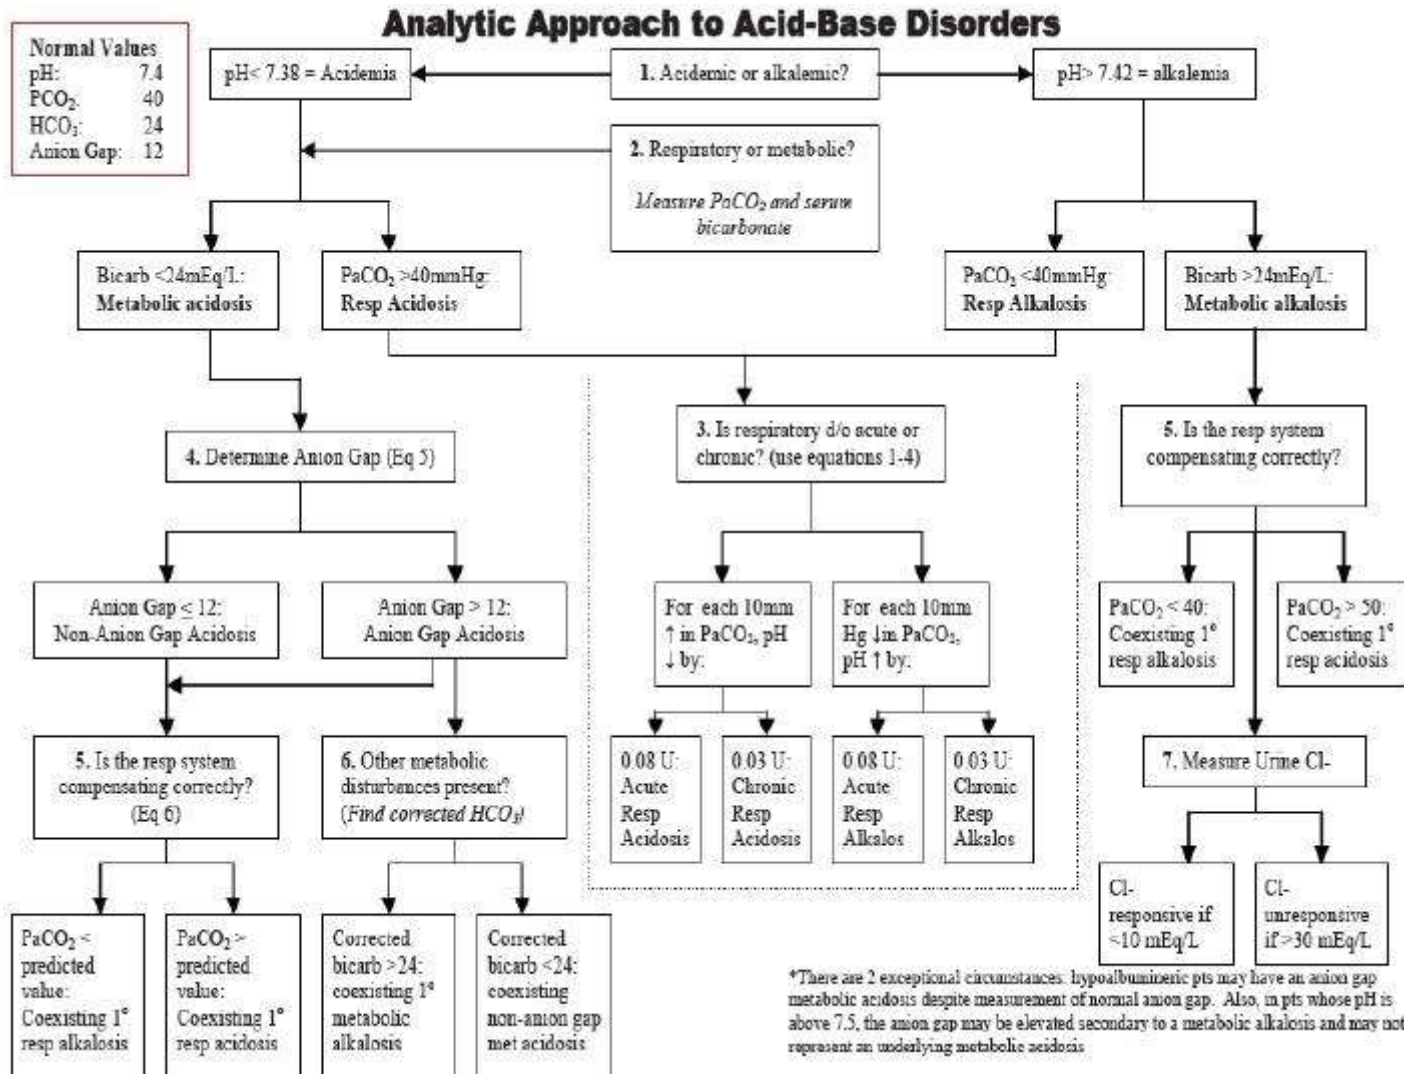 Analytic Approach to Acid-Base Disorders
Normal Values
pH: 7.4
PCO₂: 40
HCO₃: 24
Anion Gap: 12
pH< 7.38 = Acidemia
1. Acidemic or alkalemic?
pH> 7.42 = alkalemia
2. Respiratory or metabolic?
Measure PaCO₂ and serum
bicarbonate
Bicarb <24mEq/L:
Metabolic acidosis
PaCO₂ >40mmHg:
Resp Acidosis
PaCO₂ <40mmHg:
Resp Alkalosis
Bicarb >24mEq/L:
Metabolic alkalosis
4. Determine Anion Gap (Eq 5)
3. Is respiratory d/o acute or
chronic? (use equations 1-4)
5. Is the resp system
compensating correctly?
Anion Gap ≤ 12:
Non-Anion Gap Acidosis
Anion Gap > 12:
Anion Gap Acidosis
For each 10mm
↑ in PaCO₂, pH
↓ by:
For each 10mm
Hg ↓in PaCO₂,
pH ↑ by:
PaCO₂ < 40:
Coexisting 1°
resp alkalosis
PaCO₂ > 50:
Coexisting 1°
resp acidosis
5. Is the resp system
compensating correctly?
(Eq 6)
6. Other metabolic
disturbances present?
(Find corrected HCO₃)
0.08 U:
Acute
Resp
Acidosis
0.03 U:
Chronic
Resp
Acidosis
0.08 U:
Acute
Resp
Alkalos
0.03 U:
Chronic
Resp
Alkalos
7. Measure Urine Cl-
Cl-
responsive if
<10 mEq/L
Cl-
unresponsive
if >30 mEq/L
PaCO₂ <
predicted
value:
Coexisting 1°
resp alkalosis
PaCO₂ >
predicted
value:
Coexisting 1°
resp acidosis
Corrected
bicarb >24:
coexisting 1°
metabolic
alkalosis
Corrected
bicarb <24:
coexisting
non-anion gap
met acidosis
*There are 2 exceptional circumstances: hypoalbumineric pts may have an anion gap
metabolic acidosis despite measurement of normal anion gap. Also, in pts whose pH is
above 7.5, the anion gap may be elevated secondary to a metabolic alkalosis and may not
represent an underlying metabolic acidosis